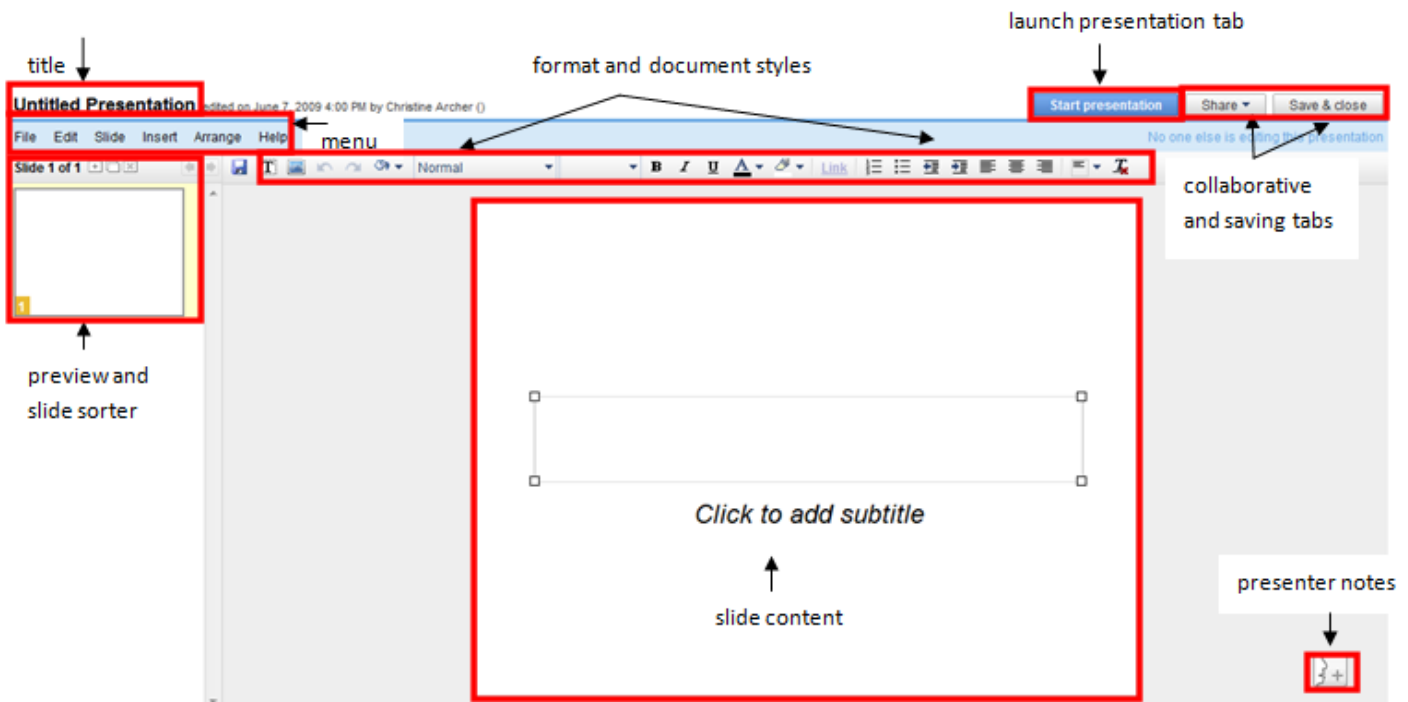 launch presentation tab
title
format and document styles
Untitled Presentation edited on June 7, 2009 4:00 PM by Christine Archer ()
Start presentation Share Save & close
File Edit Slide Insert Arrange Help
menu
No one else is editing this presentation
Slide 1 of 1
Normal B I U A Link
collaborative
and saving tabs
1
preview and
slide sorter
Click to add subtitle
slide content
presenter notes